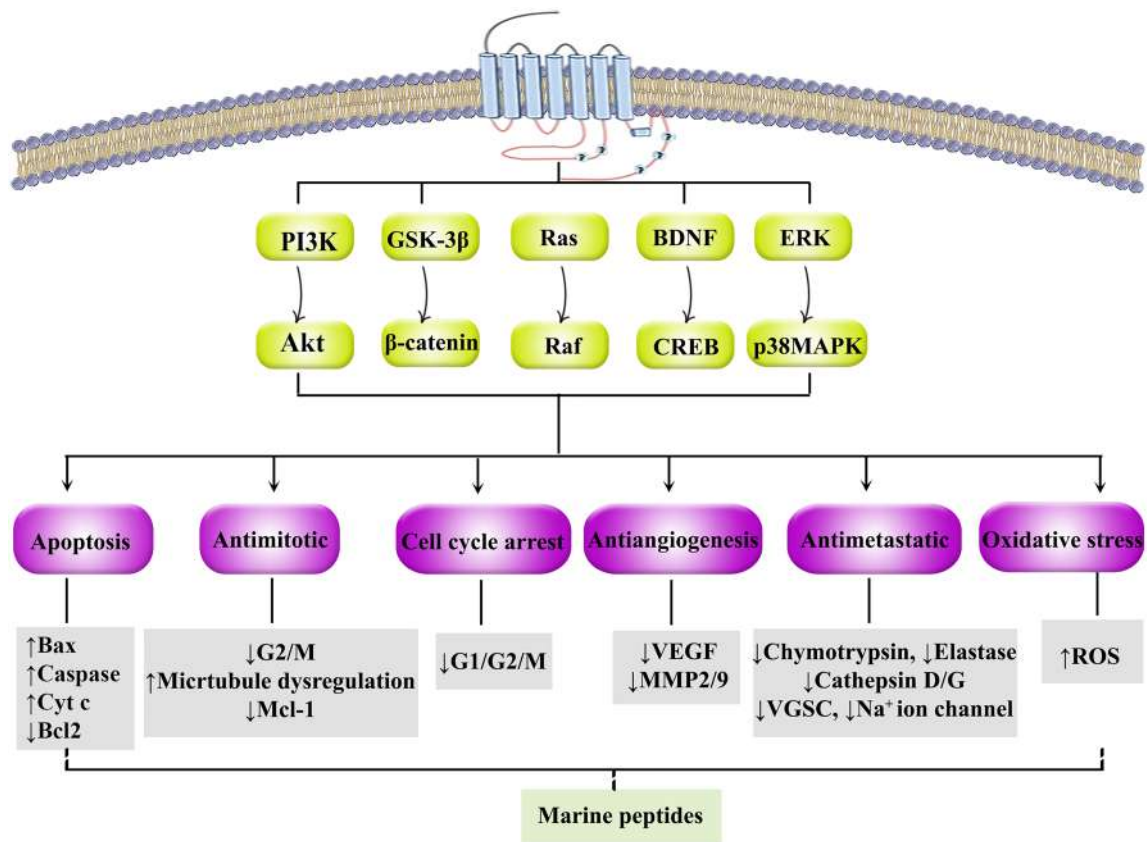 PI3K
GSK-3β
Ras
BDNF
ERK
Akt
β-catenin
Raf
CREB
p38MAPK
Apoptosis
Antimitotic
Cell cycle arrest
Antiangiogenesis
Antimetastatic
Oxidative stress
↑Bax
↑Caspase
↑Cyt c
↓Bcl2
↓G2/M
↑Micrtubule dysregulation
↓Mcl-1
↓G1/G2/M
↓VEGF
↓MMP2/9
↓Chymotrypsin, ↓Elastase
↓Cathepsin D/G
↓VGSC, ↓Na⁺ ion channel
↑ROS
Marine peptides